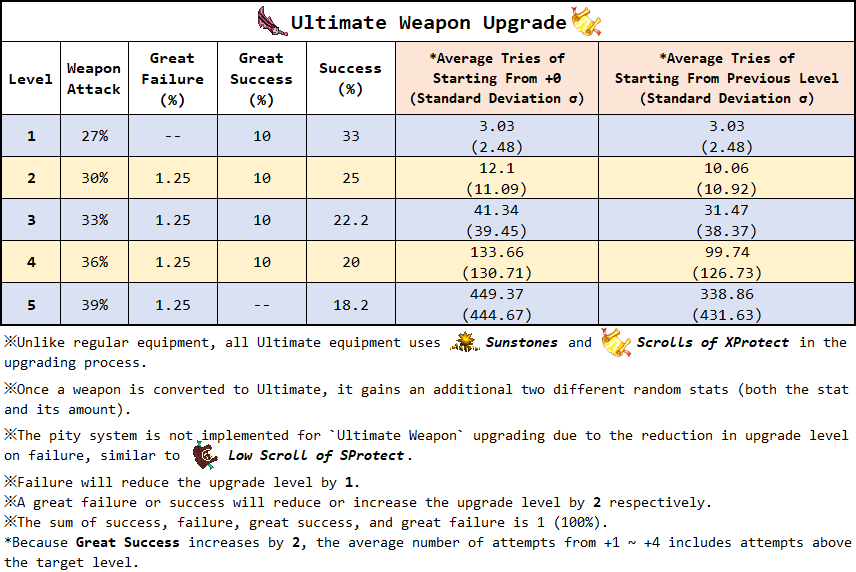 Ultimate Weapon Upgrade
Level Weapon Attack Great Failure (%) Great Success (%) Success (%) *Average Tries of Starting From +0 (Standard Deviation σ) *Average Tries of Starting From Previous Level (Standard Deviation σ)
1 27% -- 10 33 3.03 (2.48) 3.03 (2.48)
2 30% 1.25 10 25 12.1 (11.09) 10.06 (10.92)
3 33% 1.25 10 22.2 41.34 (39.45) 31.47 (38.37)
4 36% 1.25 10 20 133.66 (130.71) 99.74 (126.73)
5 39% 1.25 -- 18.2 449.37 (444.67) 338.86 (431.63)
※Unlike regular equipment, all Ultimate equipment uses Sunstones and Scrolls of XProtect in the
upgrading process.
※Once a weapon is converted to Ultimate, it gains an additional two different random stats (both the stat
and its amount).
※The pity system is not implemented for `Ultimate Weapon` upgrading due to the reduction in upgrade level
on failure, similar to Low Scroll of SProtect.
※Failure will reduce the upgrade level by 1.
※A great failure or success will reduce or increase the upgrade level by 2 respectively.
※The sum of success, failure, great success, and great failure is 1 (100%).
*Because Great Success increases by 2, the average number of attempts from +1 ~ +4 includes attempts above
the target level.